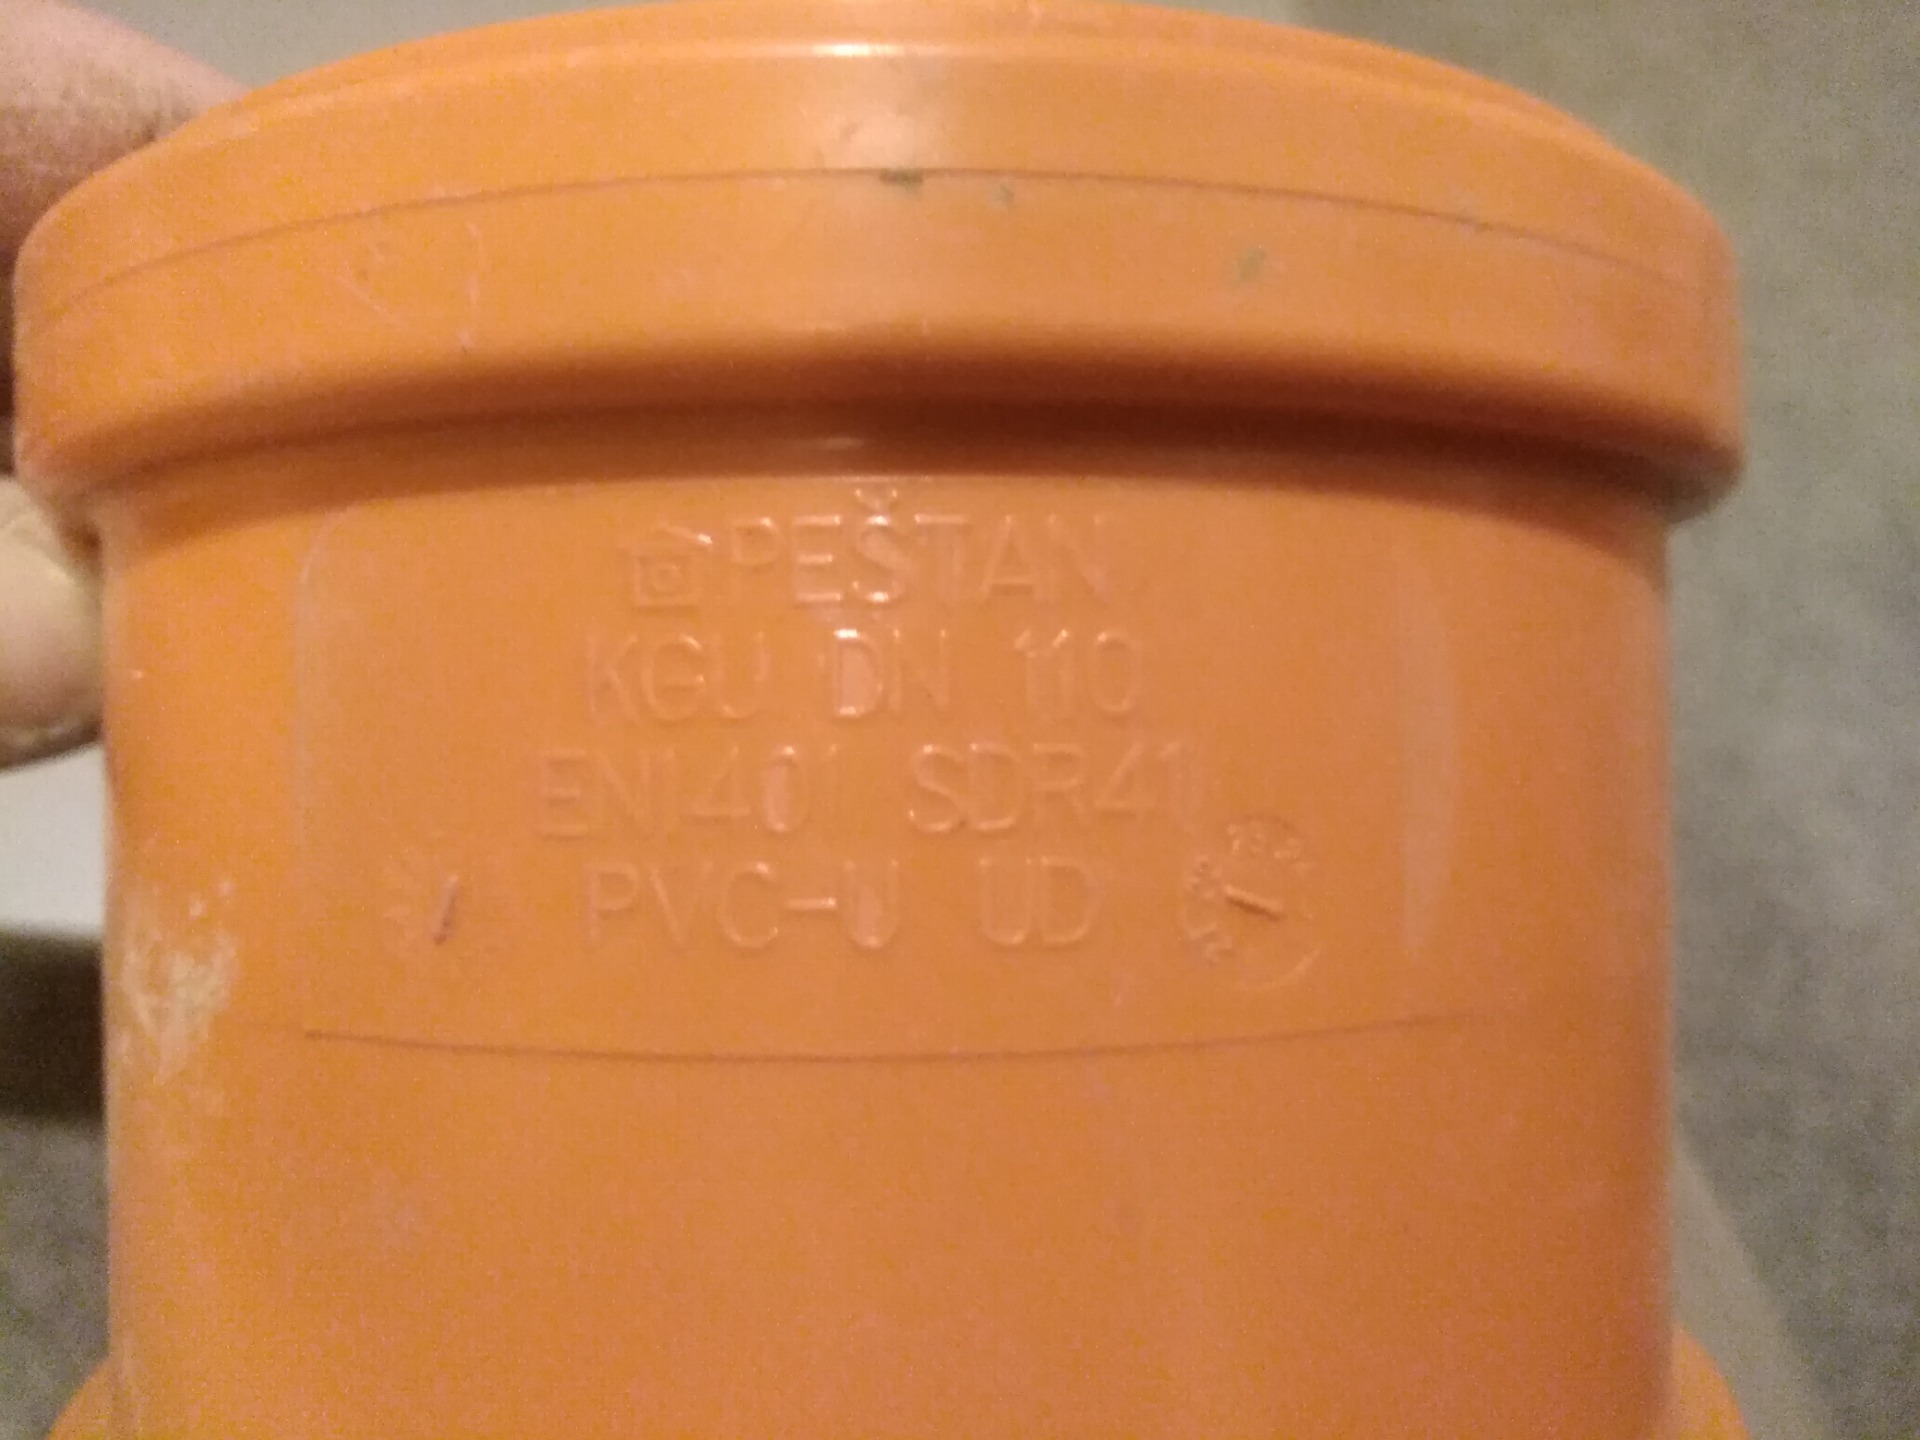 PEŠTAN
KGU DN 110
EN1401 SDR41
PVC-U UD